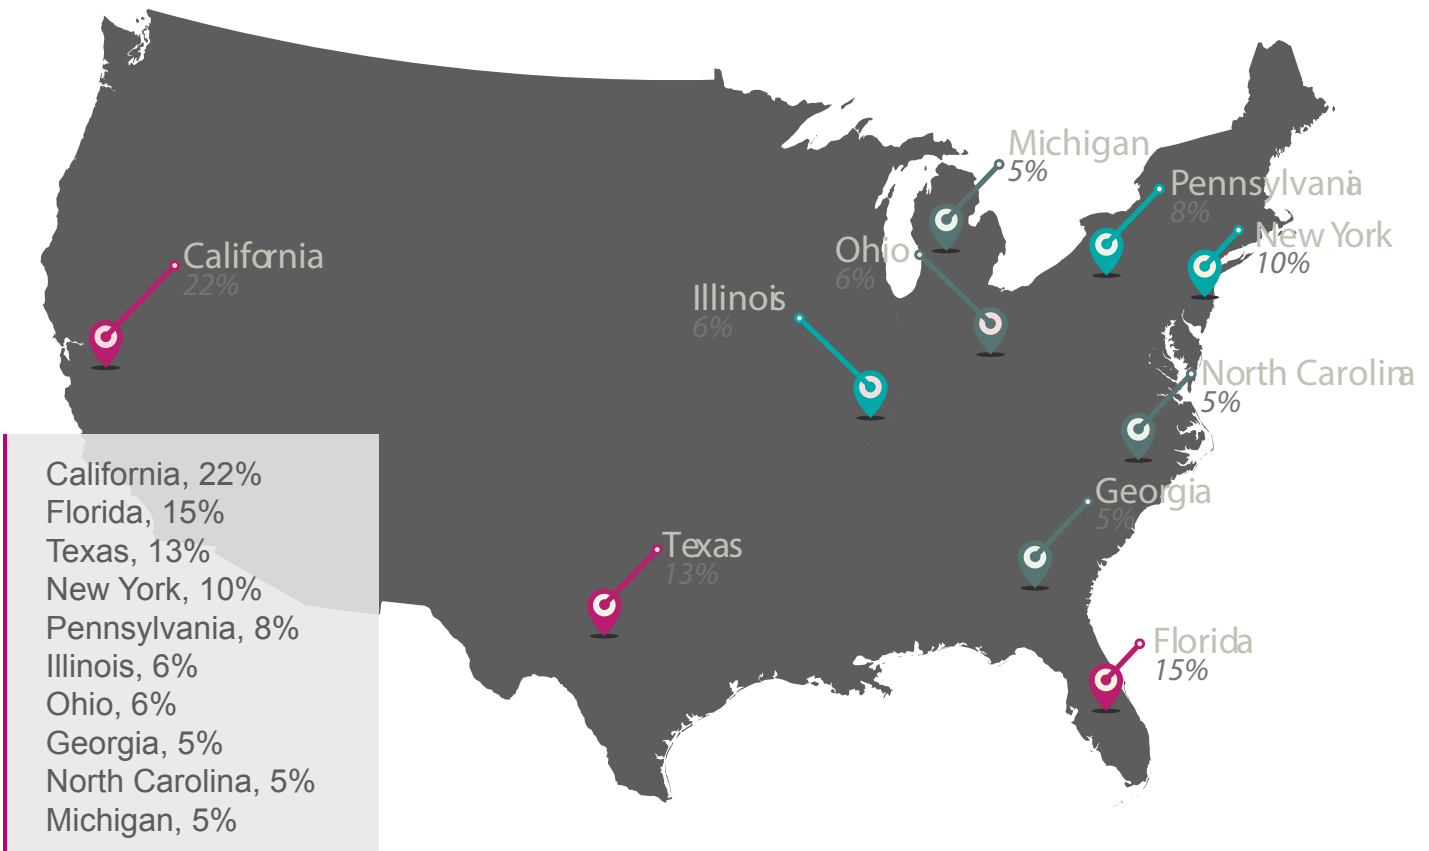 Michigan
5%
Pennsylvania
8%
New York
10%
Ohio
6%
California
22%
Illinois
6%
North Carolina
5%
Georgia
5%
Texas
13%
Florida
15%
California, 22%
Florida, 15%
Texas, 13%
New York, 10%
Pennsylvania, 8%
Illinois, 6%
Ohio, 6%
Georgia, 5%
North Carolina, 5%
Michigan, 5%